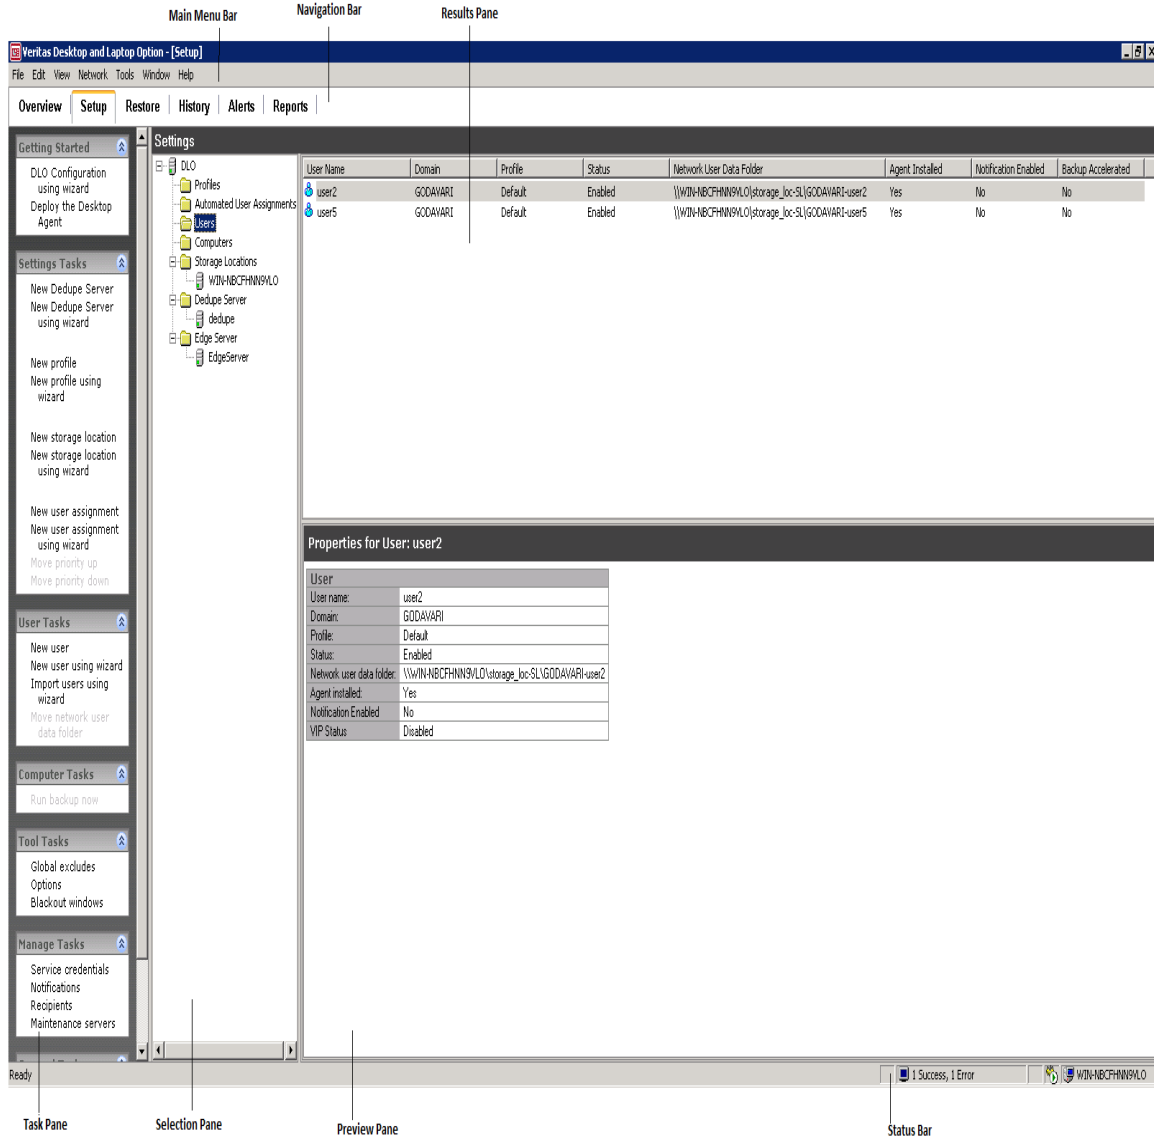 Main Menu Bar
Navigation Bar
Results Pane
Veritas Desktop and Laptop Option - [Setup]
File Edit View Network Tools Window Help
Overview Setup Restore History Alerts Reports
Getting Started
DLO Configuration
using wizard
Deploy the Desktop
Agent
Settings Tasks
New Dedupe Server
New Dedupe Server
using wizard
New profile
New profile using
wizard
New storage location
New storage location
using wizard
New user assignment
New user assignment
using wizard
Move priority up
Move priority down
User Tasks
New user
New user using wizard
Import users using
wizard
Move network user
data folder
Computer Tasks
Run backup now
Tool Tasks
Global excludes
Options
Blackout windows
Manage Tasks
Service credentials
Notifications
Recipients
Maintenance servers
Settings
DLO
Profiles
Automated User Assignments
Users
Computers
Storage Locations
WIN-NBCFHNN9VLO
Dedupe Server
dedupe
Edge Server
EdgeServer
User Name Domain Profile Status Network User Data Folder Agent Installed Notification Enabled Backup Accelerated
user2 GODAVARI Default Enabled \\WIN-NBCFHNN9VLO\storage_loc-SL\GODAVARI-user2 Yes No No
user5 GODAVARI Default Enabled \\WIN-NBCFHNN9VLO\storage_loc-SL\GODAVARI-user5 Yes No No
Properties for User: user2
User
User name: user2
Domain: GODAVARI
Profile: Default
Status: Enabled
Network user data folder: \\WIN-NBCFHNN9VLO\storage_loc-SL\GODAVARI-user2
Agent installed: Yes
Notification Enabled No
VIP Status Disabled
Ready
1 Success, 1 Error
WIN-NBCFHNN9VLO
Task Pane
Selection Pane
Preview Pane
Status Bar